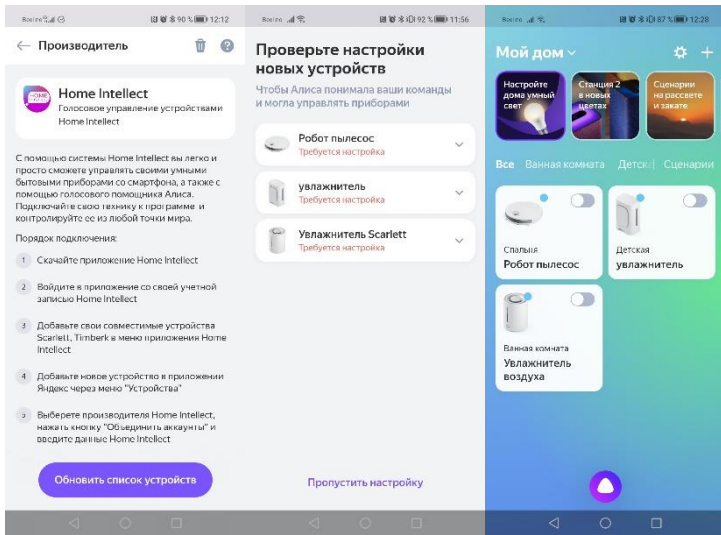 Beeline 90 % 12:12
Производитель
Home Intellect
Голосовое управление устройствами
Home Intellect
С помощью системы Home Intellect вы легко и
просто сможете управлять своими умными
бытовыми приборами со смартфона, а также с
помощью голосового помощника Алиса.
Подключайте свою технику к программе и
контролируйте ее из любой точки мира.
Порядок подключения:
1 Скачайте приложение Home Intellect
2 Войдите в приложение со своей учетной
записью Home Intellect
3 Добавьте свои совместимые устройства
Scarlett, Timberk в меню приложения Home
Intellect
4 Добавьте новое устройство в приложении
Яндекс через меню "Устройства"
5 Выберете производителя Home Intellect,
нажать кнопку "Объединить аккаунты" и
введите данные Home Intellect
Обновить список устройств
Beeline 92 % 11:56
Проверьте настройки
новых устройств
Чтобы Алиса понимала ваши команды
и могла управлять приборами
Робот пылесос
Требуется настройка
увлажнитель
Требуется настройка
Увлажнитель Scarlett
Требуется настройка
Пропустить настройку
Beeline 87 % 12:28
Мой дом
Настройте
дома умный
свет
Станция 2
в новых
цветах
Сценарии
на рассвете
и закате
Все Ванная комната Детск Сценарии
Спальня
Робот пылесос
Детская
увлажнитель
Ванная комната
Увлажнитель
воздуха